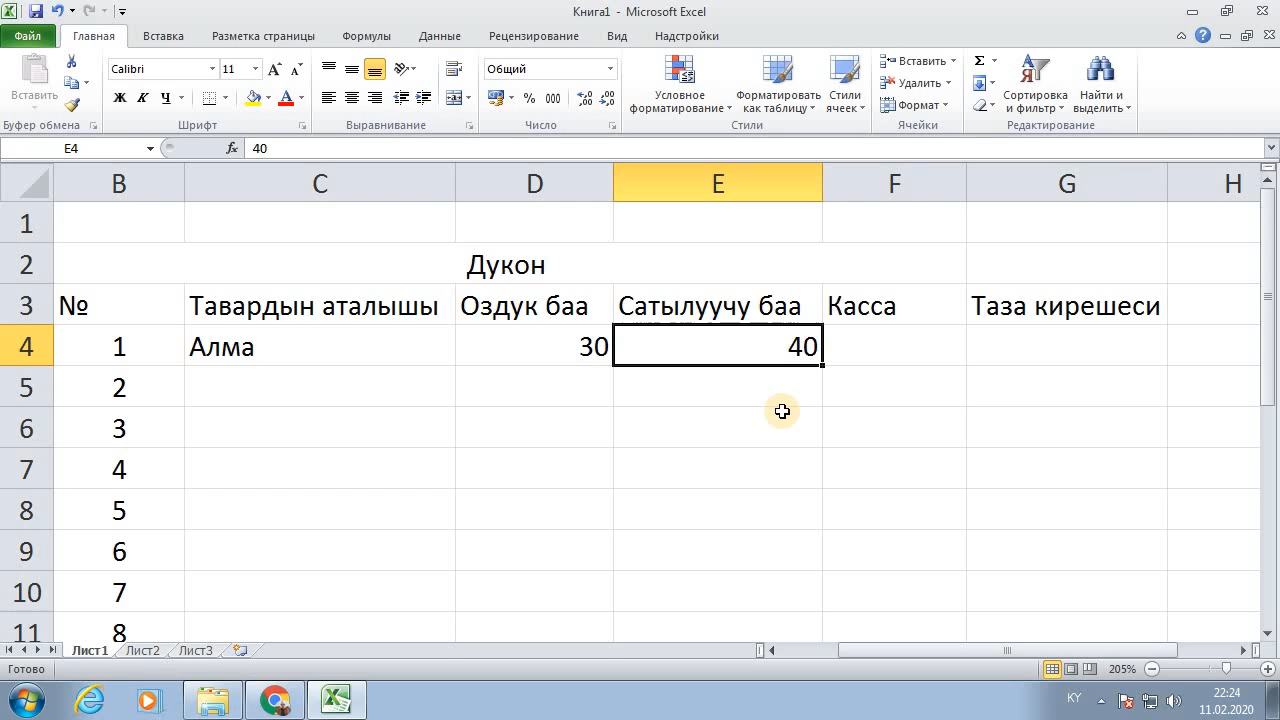 Книга1 - Microsoft Excel
Файл Главная Вставка Разметка страницы Формулы Данные Рецензирование Вид Надстройки
Вставить
Calibri 11
Ж К Ч
Общий
% 000
Условное форматирование
Форматировать как таблицу
Стили ячеек
Вставить
Удалить
Формат
Σ
Сортировка и фильтр
Найти и выделить
Буфер обмена Шрифт Выравнивание Число Стили Ячейки Редактирование
E4 fx 40
B C D E F G H
1
2 Дукон
3 № Тавардын аталышы Оздук баа Сатылуучу баа Касса Таза кирешеси
4 1 Алма 30 40
5 2
6 3
7 4
8 5
9 6
10 7
11 8
Лист1 Лист2 Лист3
Готово 205%
KY 22:24
11.02.2020